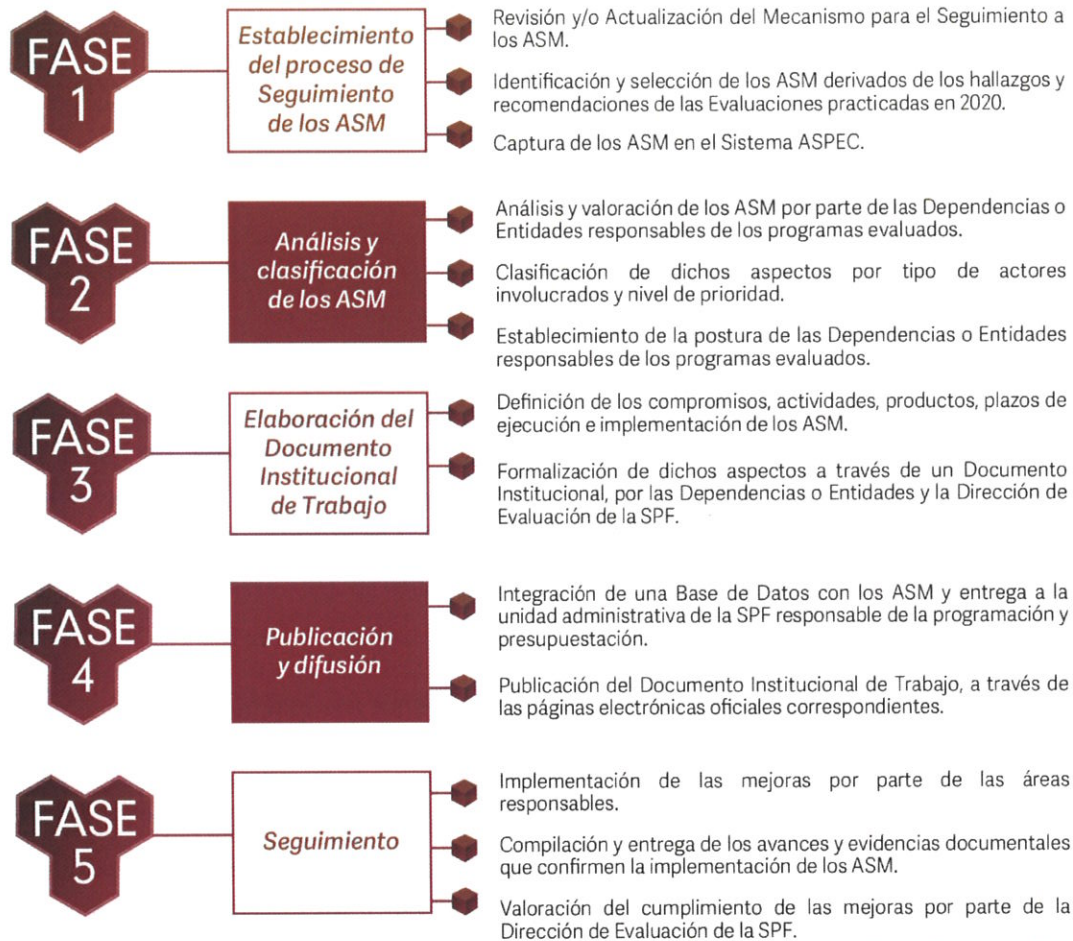 FASE
1
Establecimiento
del proceso de
Seguimiento
de los ASM
Revisión y/o Actualización del Mecanismo para el Seguimiento a
los ASM.
Identificación y selección de los ASM derivados de los hallazgos y
recomendaciones de las Evaluaciones practicadas en 2020.
Captura de los ASM en el Sistema ASPEC.
FASE
2
Análisis y
clasificación
de los ASM
Análisis y valoración de los ASM por parte de las Dependencias o
Entidades responsables de los programas evaluados.
Clasificación de dichos aspectos por tipo de actores
involucrados y nivel de prioridad.
Establecimiento de la postura de las Dependencias o Entidades
responsables de los programas evaluados.
FASE
3
Elaboración del
Documento
Institucional
de Trabajo
Definición de los compromisos, actividades, productos, plazos de
ejecución e implementación de los ASM.
Formalización de dichos aspectos a través de un Documento
Institucional, por las Dependencias o Entidades y la Dirección de
Evaluación de la SPF.
FASE
4
Publicación
y difusión
Integración de una Base de Datos con los ASM y entrega a la
unidad administrativa de la SPF responsable de la programación y
presupuestación.
Publicación del Documento Institucional de Trabajo, a través de
las páginas electrónicas oficiales correspondientes.
FASE
5
Seguimiento
Implementación de las mejoras por parte de las áreas
responsables.
Compilación y entrega de los avances y evidencias documentales
que confirmen la implementación de los ASM.
Valoración del cumplimiento de las mejoras por parte de la
Dirección de Evaluación de la SPF.